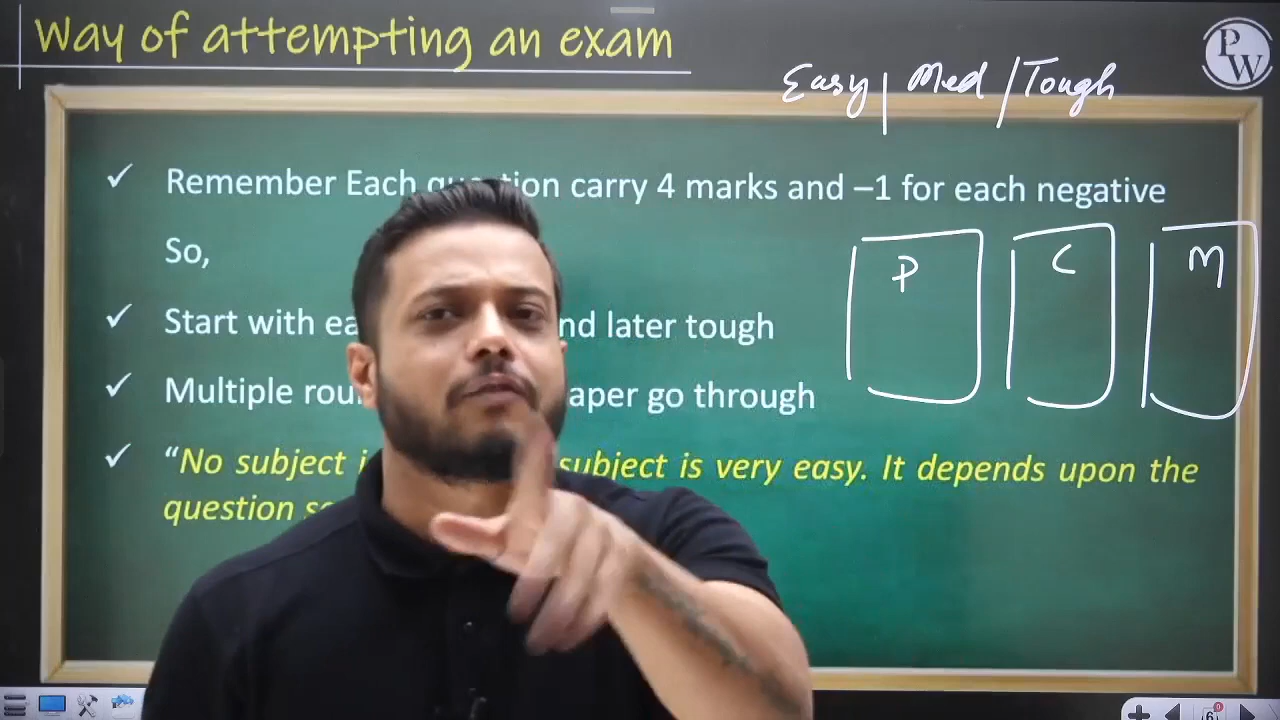 Way of attempting an exam
Easy | Med / Tough
PW
✓ Remember Each question carry 4 marks and –1 for each negative
So,
✓ Start with nd later tough
✓ Multiple aper go through
✓ “No subject subject is very easy. It depends upon the
question
P C M
6